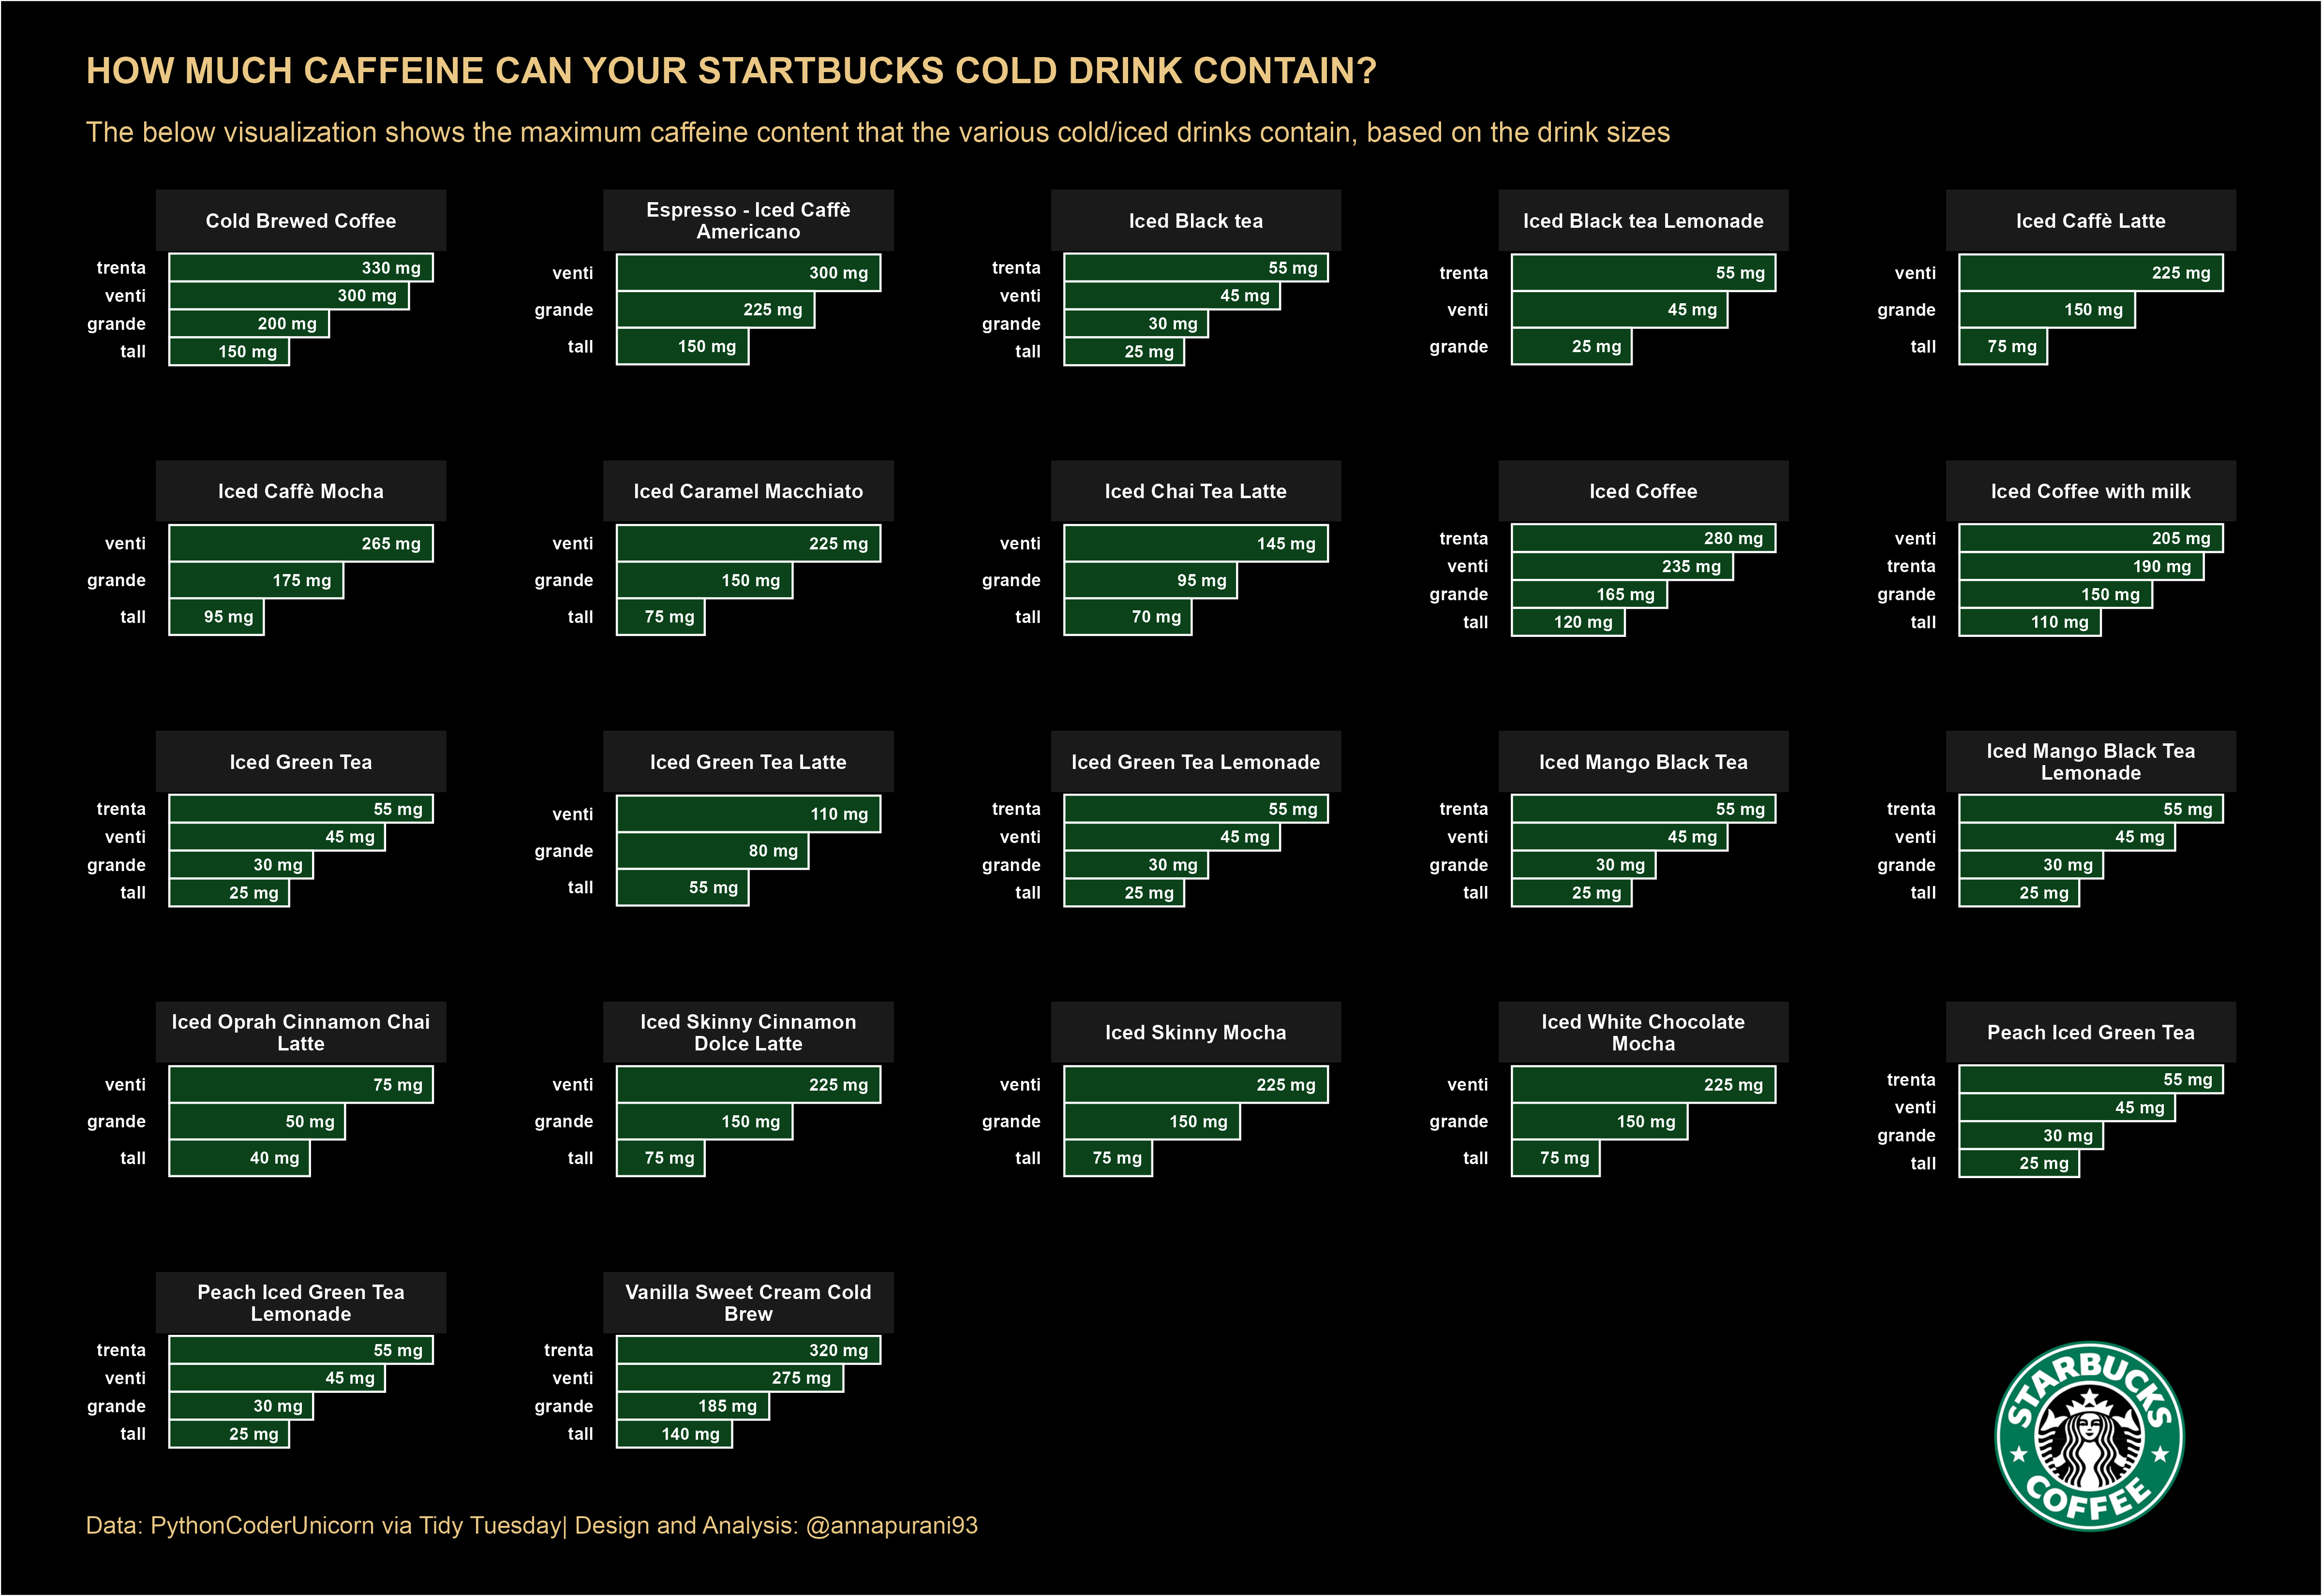 HOW MUCH CAFFEINE CAN YOUR STARTBUCKS COLD DRINK CONTAIN?
The below visualization shows the maximum caffeine content that the various cold/iced drinks contain, based on the drink sizes
Cold Brewed Coffee
trenta 330 mg
venti 300 mg
grande 200 mg
tall 150 mg
Espresso - Iced Caffè
Americano
venti 300 mg
grande 225 mg
tall 150 mg
Iced Black tea
trenta 55 mg
venti 45 mg
grande 30 mg
tall 25 mg
Iced Black tea Lemonade
trenta 55 mg
venti 45 mg
grande 25 mg
Iced Caffè Latte
venti 225 mg
grande 150 mg
tall 75 mg
Iced Caffè Mocha
venti 265 mg
grande 175 mg
tall 95 mg
Iced Caramel Macchiato
venti 225 mg
grande 150 mg
tall 75 mg
Iced Chai Tea Latte
venti 145 mg
grande 95 mg
tall 70 mg
Iced Coffee
trenta 280 mg
venti 235 mg
grande 165 mg
tall 120 mg
Iced Coffee with milk
venti 205 mg
trenta 190 mg
grande 150 mg
tall 110 mg
Iced Green Tea
trenta 55 mg
venti 45 mg
grande 30 mg
tall 25 mg
Iced Green Tea Latte
venti 110 mg
grande 80 mg
tall 55 mg
Iced Green Tea Lemonade
trenta 55 mg
venti 45 mg
grande 30 mg
tall 25 mg
Iced Mango Black Tea
trenta 55 mg
venti 45 mg
grande 30 mg
tall 25 mg
Iced Mango Black Tea
Lemonade
trenta 55 mg
venti 45 mg
grande 30 mg
tall 25 mg
Iced Oprah Cinnamon Chai
Latte
venti 75 mg
grande 50 mg
tall 40 mg
Iced Skinny Cinnamon
Dolce Latte
venti 225 mg
grande 150 mg
tall 75 mg
Iced Skinny Mocha
venti 225 mg
grande 150 mg
tall 75 mg
Iced White Chocolate
Mocha
venti 225 mg
grande 150 mg
tall 75 mg
Peach Iced Green Tea
trenta 55 mg
venti 45 mg
grande 30 mg
tall 25 mg
Peach Iced Green Tea
Lemonade
trenta 55 mg
venti 45 mg
grande 30 mg
tall 25 mg
Vanilla Sweet Cream Cold
Brew
trenta 320 mg
venti 275 mg
grande 185 mg
tall 140 mg
STARBUCKS
COFFEE
Data: PythonCoderUnicorn via Tidy Tuesday| Design and Analysis: @annapurani93